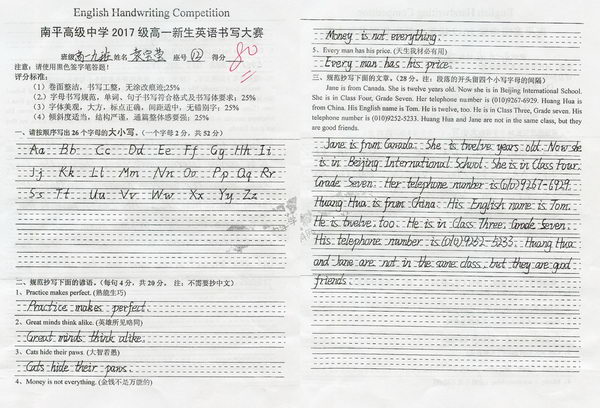 English Handwriting Competition
南平高级中学 2017 级高一新生英语书写大赛
班级 高一九班 姓名 座号 12 得分 80
注意：请使用黑色签字笔答题！
评分标准：
（1）卷面整洁，书写工整，无涂改痕迹;25%
（2）字母书写规范，单词、句子书写符合格式及书写体要求；25%
（3）字体美观，大方，标点正确，间距适中，无错别字；25%
（4）倾斜度适当，结构严谨，通篇整体感要强；25%
一、请按顺序写出 26 个字母的大小写.（一个字母 2 分，共 52 分）
Aa Bb Cc Dd Ee Ff Gg Hh Ii
Jj Kk Ll Mm Nn Oo Pp Qq Rr
Ss Tt Uu Vv Ww Xx Yy Zz
二、规范抄写下面的谚语，（每句 4 分，共 20 分，注：不需要抄中文）
1、Practice makes perfect. (熟能生巧)
Practice makes perfect.
2、Great minds think alike. (英雄所见略同)
Great minds think alike.
3、Cats hide their paws. (大智若愚)
Cats hide their paws.
4、Money is not everything. (金钱不是万能的)
Money is not everything.
5、Every man has his price. (天生我材必有用)
Every man has his price.
三、规范抄写下面的文章。（28 分。注：段落的开头留四个小写字母的间隔）
Jane is from Canada. She is twelve years old. Now she is in Beijing International School.
She is in Class Four, Grade Seven. Her telephone number is (010)9267-6929. Huang Hua is
from China. His English name is Tom. He is twelve, too. He is in Class Three, Grade Seven. His
telephone number is (010)9252-5233. Huang Hua and Jane are not in the same class, but they
are good friends.
Jane is from Canada. She is twelve years old. Now she
is in Beijing International School. She is in Class Four,
Grade Seven. Her telephone number is (010)9267-6929.
Huang Hua is from China. His English name is Tom.
He is twelve, too. He is in Class Three, Grade Seven.
His telephone number is (010)9252-5233. Huang Hua
and Jane are not in the same class, but they are good
friends.